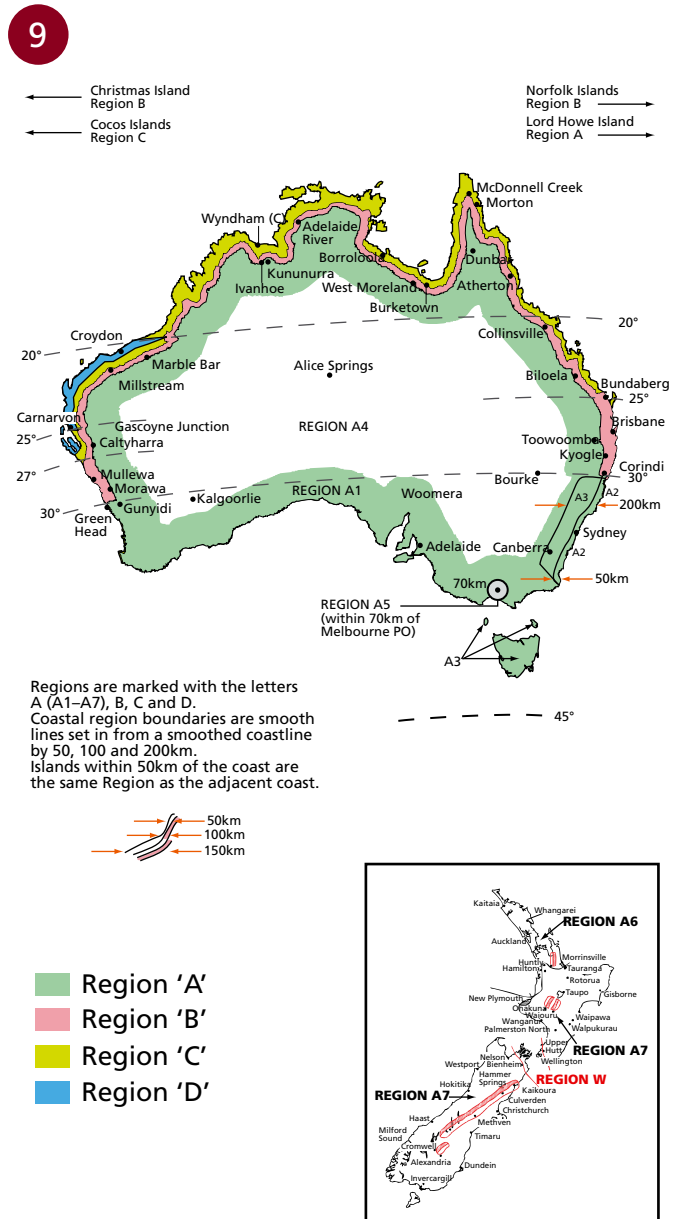 9
Christmas Island
Region B
Cocos Islands
Region C
Norfolk Islands
Region B
Lord Howe Island
Region A
McDonnell Creek
Morton
Wyndham (C)
Adelaide
River
Borroloola
Dunbar
Kununurra
Ivanhoe
West Moreland
Atherton
Burketown
20°
Collinsville
Croydon
20°
Marble Bar
Alice Springs
Millstream
Biloela
Bundaberg
25°
Carnarvon
Gascoyne Junction
REGION A4
Brisbane
25°
Caltyharra
Toowoomba
Kyogle
27°
Mullewa
Corindi
30°
Bourke
Morawa
REGION A1
Woomera
A3
A2
200km
Kalgoorlie
30°
Gunyidi
Green
Head
Sydney
Adelaide
Canberra
A2
70km
50km
REGION A5
(within 70km of
Melbourne PO)
A3
45°
Regions are marked with the letters
A (A1–A7), B, C and D.
Coastal region boundaries are smooth
lines set in from a smoothed coastline
by 50, 100 and 200km.
Islands within 50km of the coast are
the same Region as the adjacent coast.
50km
100km
150km
Region 'A'
Region 'B'
Region 'C'
Region 'D'
Kaitaia
Whangarei
REGION A6
Auckland
Huntly
Morrinsville
Hamilton
Tauranga
Rotorua
Taupo
Gisborne
New Plymouth
Ohakuna
Waiouru
Wanganui
Waipawa
Palmerston North
Walpukurau
Upper
Hutt
REGION A7
Nelson
Wellington
Westport
Bienheim
Hammer
Springs
REGION W
Hokitika
Kaikoura
REGION A7
Culverden
Christchurch
Haast
Methven
Milford
Sound
Timaru
Cromwell
Alexandria
Dundein
Invercargill